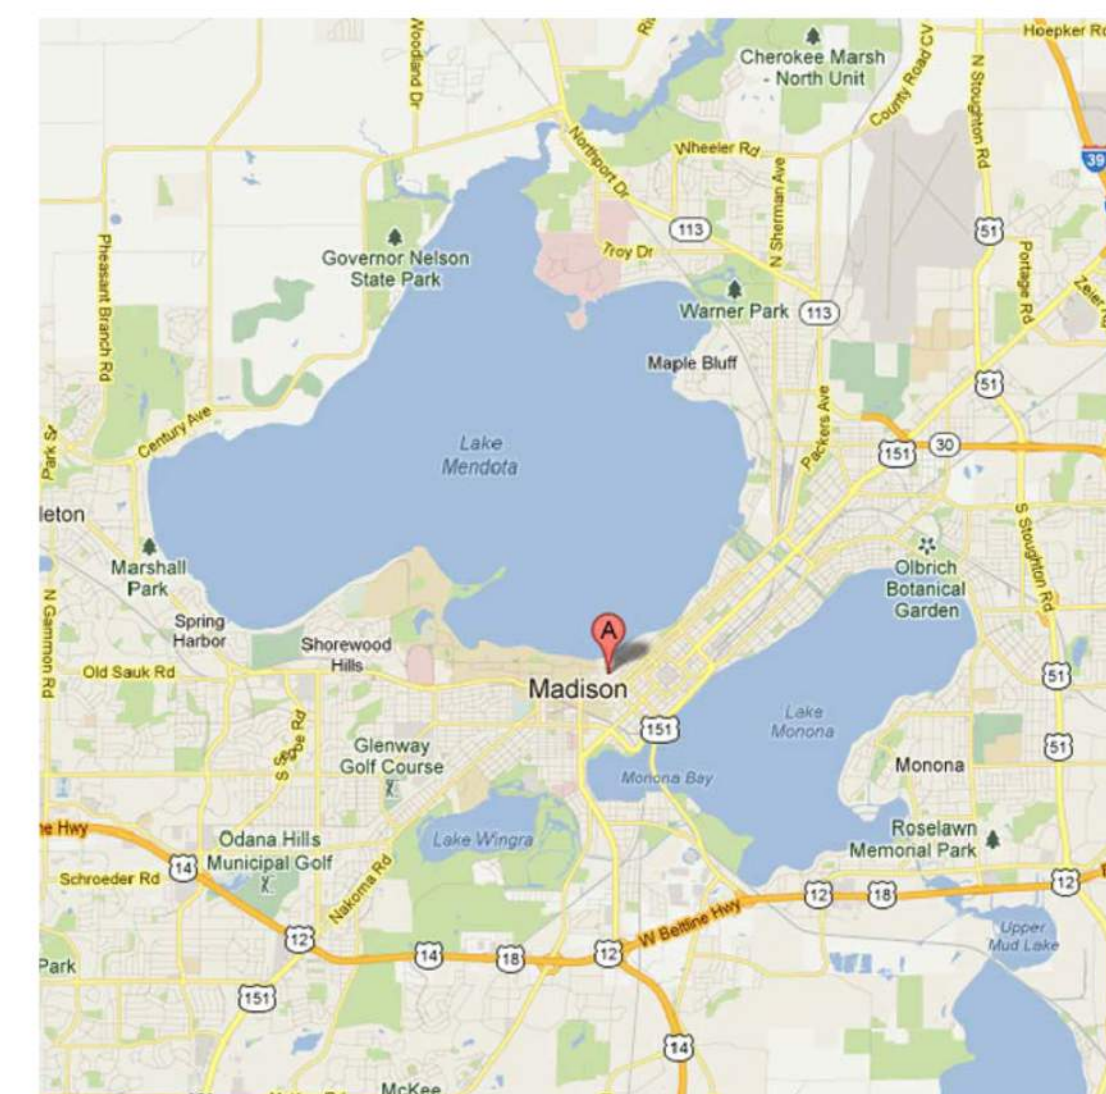 Woodland Dr
Cherokee Marsh
- North Unit
County Road CV
N Stoughton Rd
Hoepker Rd
39
Northport Dr
Wheeler Rd
N Sherman Ave
113
51
Troy Dr
Governor Nelson
State Park
Pheasant Branch Rd
Portage Rd
Warner Park
113
Maple Bluff
51
Century Ave
Packers Ave
Lake
Mendota
151
30
leton
S Stoughton Rd
Marshall
Park
Olbrich
Botanical
Garden
N Gammon Rd
Spring
Harbor
Shorewood
Hills
A
Old Sauk Rd
Madison
51
Lake
Monona
151
51
Glenway
Golf Course
Monona Bay
Monona
ne Hwy
Odana Hills
Municipal Golf
Lake Wingra
Roselawn
Memorial Park
14
Schroeder Rd
Nakoma Rd
12
18
12
W Beltline Hwy
12
14
18
12
Upper
Mud Lake
Park
151
14
McKee